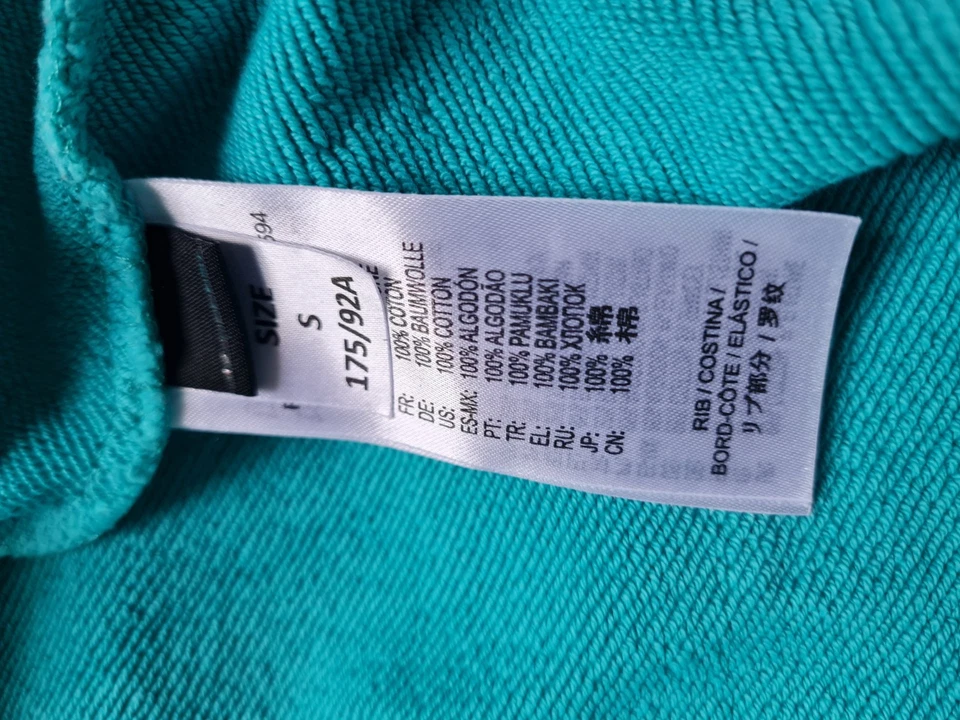 594
SIZE
S
175/92A
FR: 100% COTON
DE: 100% BAUMWOLLE
US: 100% COTTON
ES-MX: 100% ALGODÓN
PT: 100% ALGODÃO
TR: 100% PAMUKLU
EL: 100% BAMBAKI
RU: 100% ХЛОПОК
JP: 100% 綿
CN: 100% 棉
RIB / COSTINA /
BORD-CÔTE / ELÁSTICO /
リブ部分 / 罗纹